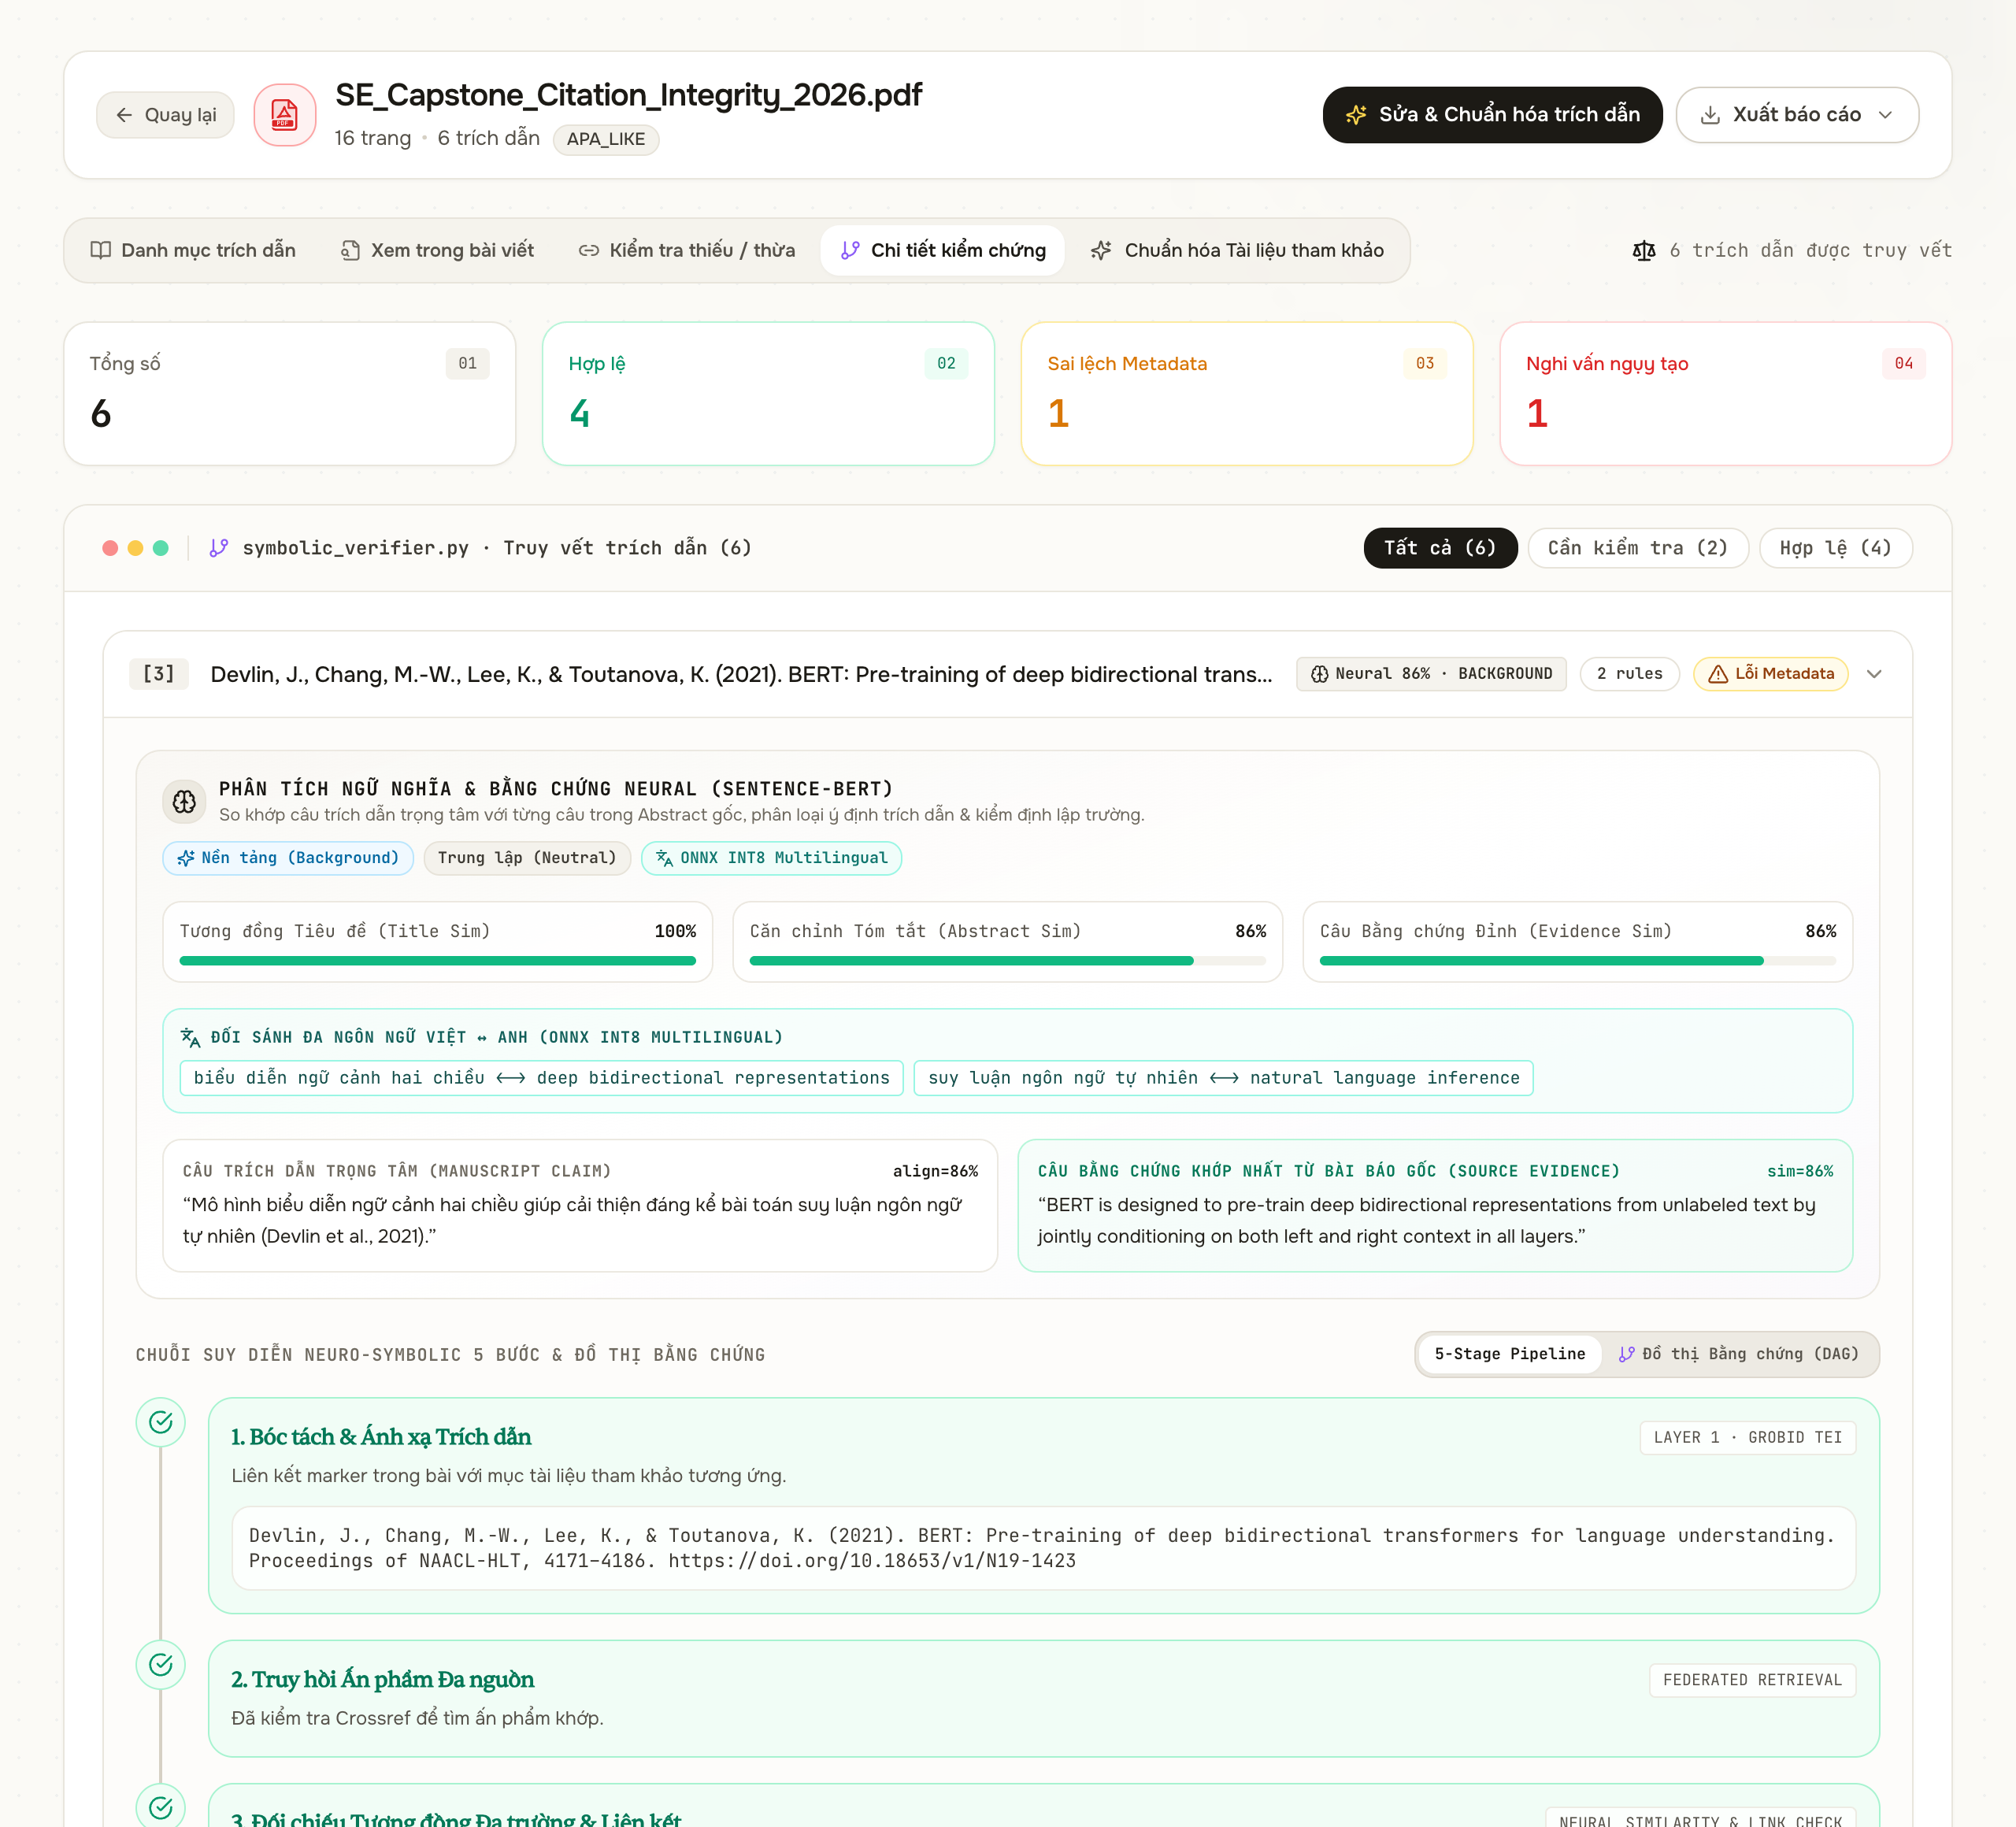 Quay lại
SE_Capstone_Citation_Integrity_2026.pdf
16 trang • 6 trích dẫn APA_LIKE
Sửa & Chuẩn hóa trích dẫn
Xuất báo cáo
Danh mục trích dẫn
Xem trong bài viết
Kiểm tra thiếu / thừa
Chi tiết kiểm chứng
Chuẩn hóa Tài liệu tham khảo
6 trích dẫn được truy vết
Tổng số 01
6
Hợp lệ 02
4
Sai lệch Metadata 03
1
Nghi vấn ngụy tạo 04
1
symbolic_verifier.py · Truy vết trích dẫn (6)
Tất cả (6)
Cần kiểm tra (2)
Hợp lệ (4)
[3] Devlin, J., Chang, M.-W., Lee, K., & Toutanova, K. (2021). BERT: Pre-training of deep bidirectional trans...
Neural 86% · BACKGROUND
2 rules
Lỗi Metadata
PHÂN TÍCH NGỮ NGHĨA & BẰNG CHỨNG NEURAL (SENTENCE-BERT)
So khớp câu trích dẫn trọng tâm với từng câu trong Abstract gốc, phân loại ý định trích dẫn & kiểm định lập trường.
Nền tảng (Background)
Trung lập (Neutral)
ONNX INT8 Multilingual
Tương đồng Tiêu đề (Title Sim) 100%
Căn chỉnh Tóm tắt (Abstract Sim) 86%
Câu Bằng chứng Đỉnh (Evidence Sim) 86%
ĐỐI SÁNH ĐA NGÔN NGỮ VIỆT ↔ ANH (ONNX INT8 MULTILINGUAL)
biểu diễn ngữ cảnh hai chiều ⟷ deep bidirectional representations
suy luận ngôn ngữ tự nhiên ⟷ natural language inference
CÂU TRÍCH DẪN TRỌNG TÂM (MANUSCRIPT CLAIM) align=86%
“Mô hình biểu diễn ngữ cảnh hai chiều giúp cải thiện đáng kể bài toán suy luận ngôn ngữ
tự nhiên (Devlin et al., 2021).”
CÂU BẰNG CHỨNG KHỚP NHẤT TỪ BÀI BÁO GỐC (SOURCE EVIDENCE) sim=86%
“BERT is designed to pre-train deep bidirectional representations from unlabeled text by
jointly conditioning on both left and right context in all layers.”
CHUỖI SUY DIỄN NEURO-SYMBOLIC 5 BƯỚC & ĐỒ THỊ BẰNG CHỨNG
5-Stage Pipeline
Đồ thị Bằng chứng (DAG)
1. Bóc tách & Ánh xạ Trích dẫn
LAYER 1 · GROBID TEI
Liên kết marker trong bài với mục tài liệu tham khảo tương ứng.
Devlin, J., Chang, M.-W., Lee, K., & Toutanova, K. (2021). BERT: Pre-training of deep bidirectional transformers for language understanding.
Proceedings of NAACL-HLT, 4171–4186. https://doi.org/10.18653/v1/N19-1423
2. Truy hồi Ấn phẩm Đa nguồn
FEDERATED RETRIEVAL
Đã kiểm tra Crossref để tìm ấn phẩm khớp.
3. Đối chiếu Tương đồng Đa trường & Liên kết
NEURAL SIMILARITY & LINK CHECK